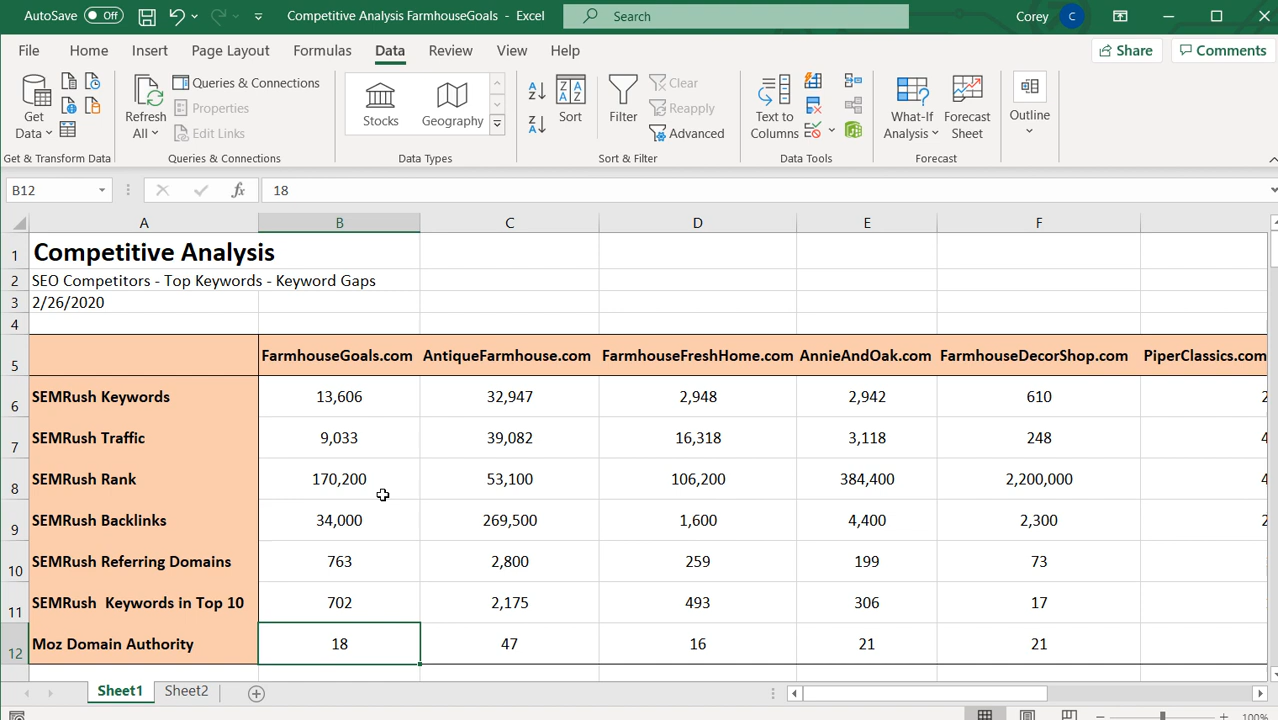 AutoSave Off Competitive Analysis FarmhouseGoals - Excel Search Corey C
File Home Insert Page Layout Formulas Data Review View Help Share Comments
Get Data Refresh All Queries & Connections Properties Edit Links Stocks Geography Sort Filter Clear Reapply Advanced Text to Columns What-If Analysis Forecast Sheet Outline
Get & Transform Data Queries & Connections Data Types Sort & Filter Data Tools Forecast
B12 fx 18
A B C D E F
1 Competitive Analysis
2 SEO Competitors - Top Keywords - Keyword Gaps
3 2/26/2020
4
5 FarmhouseGoals.com AntiqueFarmhouse.com FarmhouseFreshHome.com AnnieAndOak.com FarmhouseDecorShop.com PiperClassics.com
6 SEMRush Keywords 13,606 32,947 2,948 2,942 610 2
7 SEMRush Traffic 9,033 39,082 16,318 3,118 248 4
8 SEMRush Rank 170,200 53,100 106,200 384,400 2,200,000 4
9 SEMRush Backlinks 34,000 269,500 1,600 4,400 2,300 2
10 SEMRush Referring Domains 763 2,800 259 199 73
11 SEMRush Keywords in Top 10 702 2,175 493 306 17
12 Moz Domain Authority 18 47 16 21 21
Sheet1 Sheet2
100%